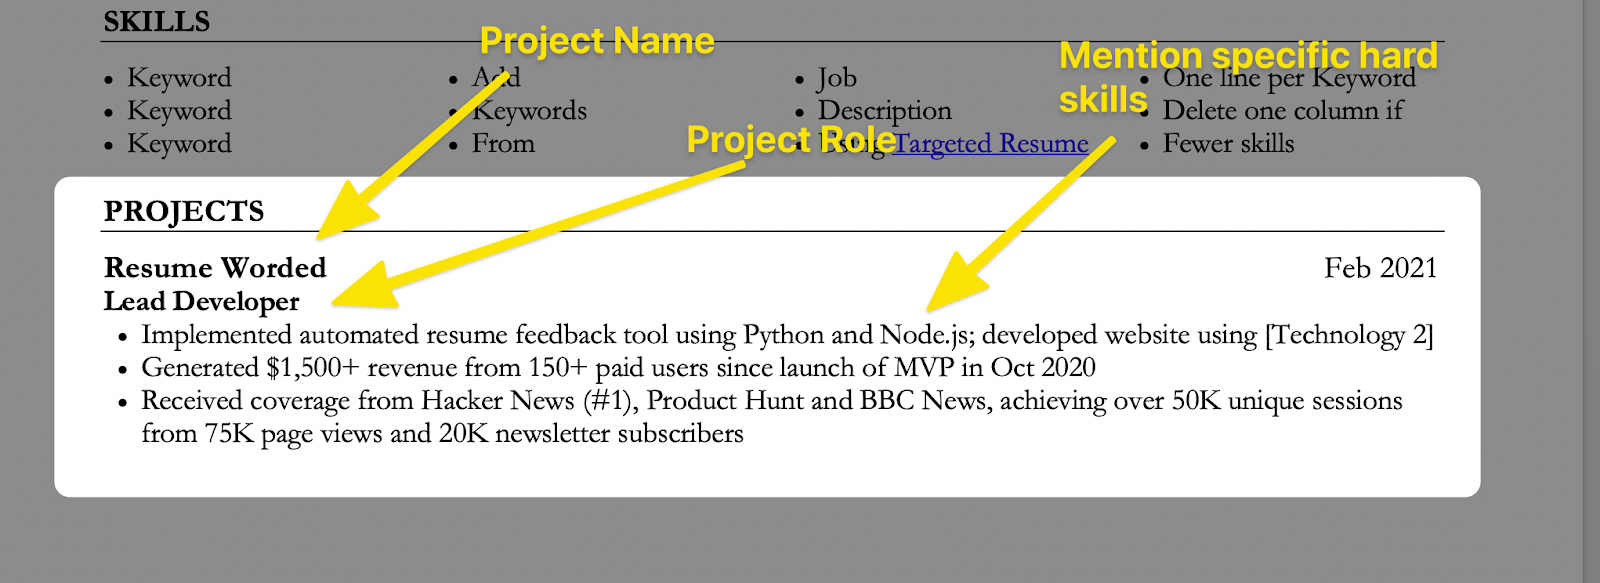 SKILLS
Project Name
Mention specific hard
skills
• Keyword
• Add
• Job
• One line per Keyword
• Keyword
• Keywords
• Description
• Delete one column if
• Keyword
• From
• Using Targeted Resume
• Fewer skills
Project Role
PROJECTS
Resume Worded Feb 2021
Lead Developer
• Implemented automated resume feedback tool using Python and Node.js; developed website using [Technology 2]
• Generated $1,500+ revenue from 150+ paid users since launch of MVP in Oct 2020
• Received coverage from Hacker News (#1), Product Hunt and BBC News, achieving over 50K unique sessions
from 75K page views and 20K newsletter subscribers